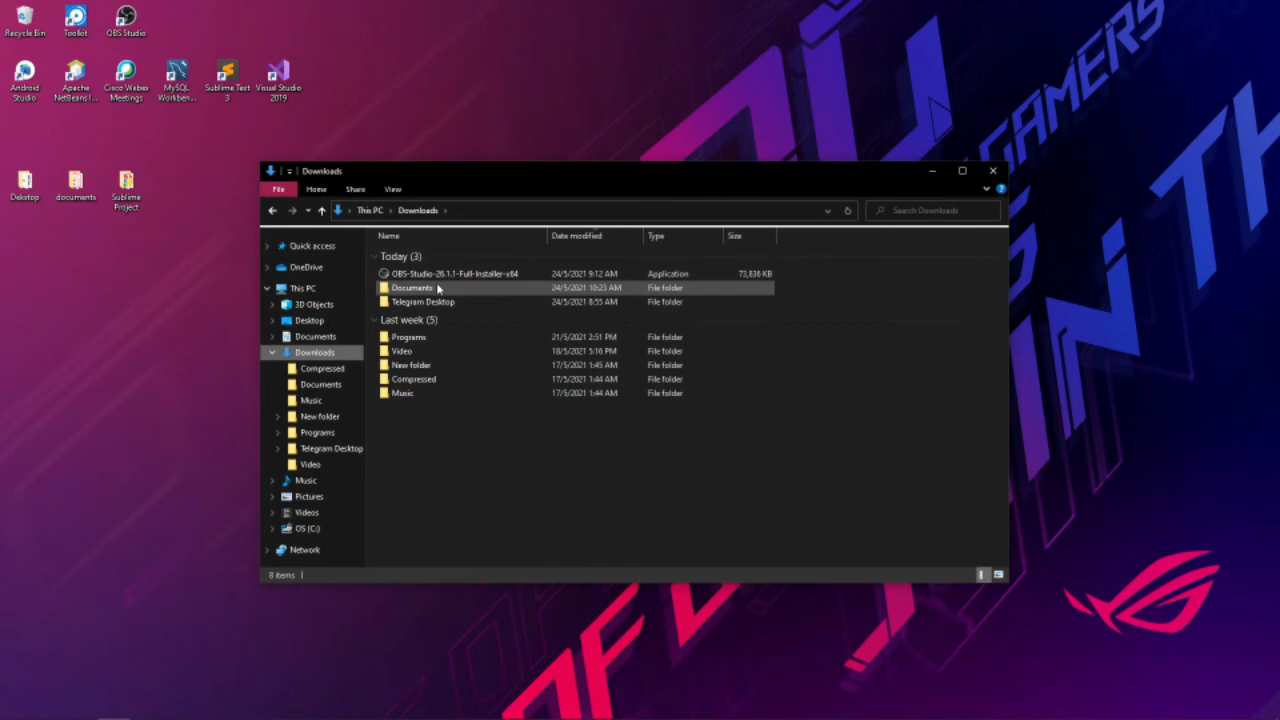 Recycle Bin
Toolkit
OBS Studio
Android
Studio
Apache
NetBeans I...
Cisco Webex
Meetings
MySQL
Workben...
Sublime Text
3
Visual Studio
2019
Dekstop
documents
Sublime
Project
GAMERS
Downloads
File
Home
Share
View
This PC
Downloads
Search Downloads
Name
Date modified
Type
Size
Quick access
OneDrive
This PC
3D Objects
Desktop
Documents
Downloads
Compressed
Documents
Music
New folder
Programs
Telegram Desktop
Video
Music
Pictures
Videos
OS (C:)
Network
Today (3)
OBS-Studio-26.1.1-Full-Installer-x64 24/5/2021 9:12 AM Application 73,836 KB
Documents 24/5/2021 10:23 AM File folder
Telegram Desktop 24/5/2021 8:55 AM File folder
Last week (5)
Programs 21/5/2021 2:51 PM File folder
Video 18/5/2021 5:16 PM File folder
New folder 17/5/2021 1:45 AM File folder
Compressed 17/5/2021 1:44 AM File folder
Music 17/5/2021 1:44 AM File folder
8 items